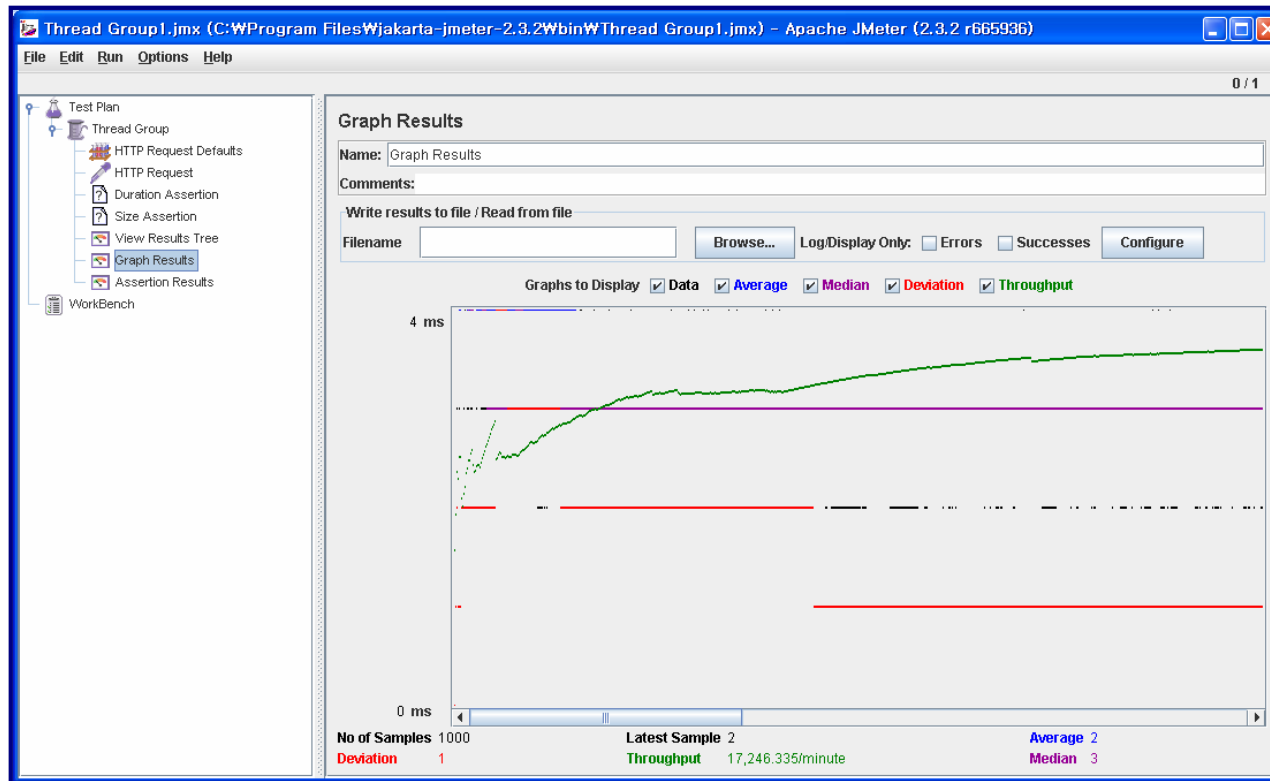 Thread Group1.jmx (C:₩Program Files₩jakarta-jmeter-2.3.2₩bin₩Thread Group1.jmx) - Apache JMeter (2.3.2 r665936)
File Edit Run Options Help
0 / 1
Test Plan
Thread Group
HTTP Request Defaults
HTTP Request
Duration Assertion
Size Assertion
View Results Tree
Graph Results
Assertion Results
WorkBench
Graph Results
Name: Graph Results
Comments:
Write results to file / Read from file
Filename Browse... Log/Display Only: Errors Successes Configure
Graphs to Display Data Average Median Deviation Throughput
4 ms
0 ms
No of Samples 1000 Latest Sample 2 Average 2
Deviation 1 Throughput 17,246.335/minute Median 3